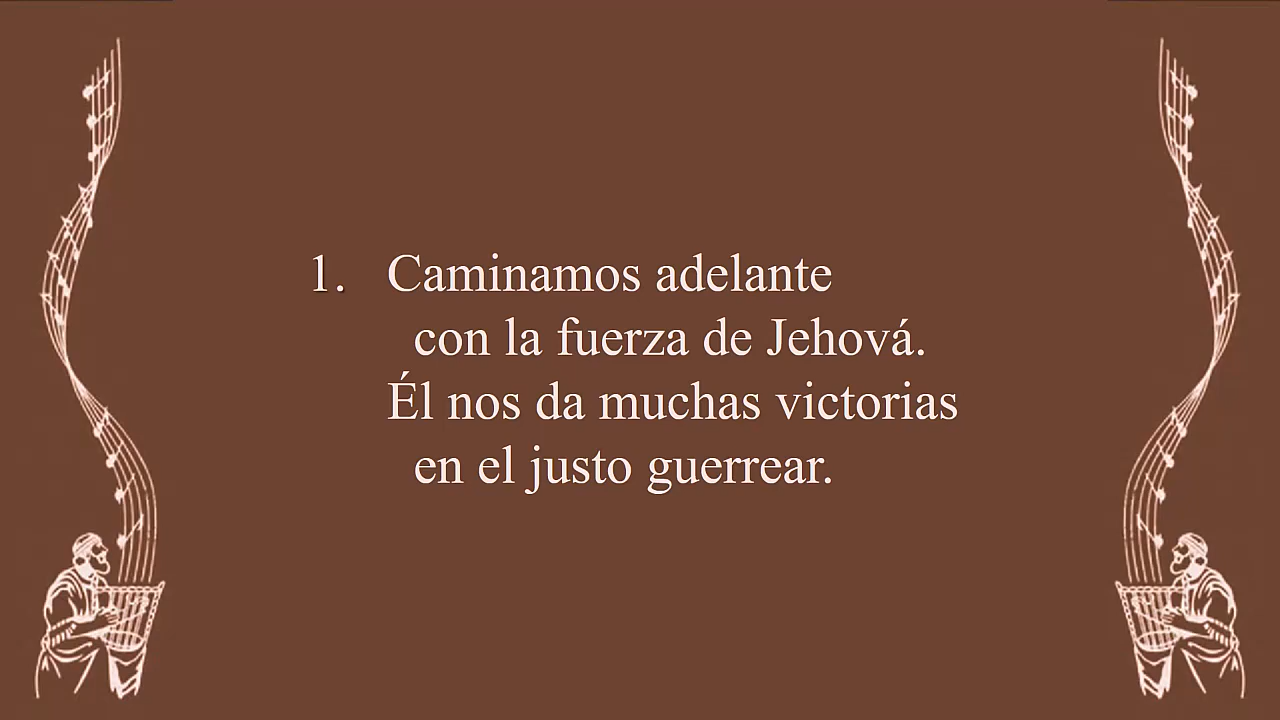 1. Caminamos adelante
con la fuerza de Jehová.
Él nos da muchas victorias
en el justo guerrear.